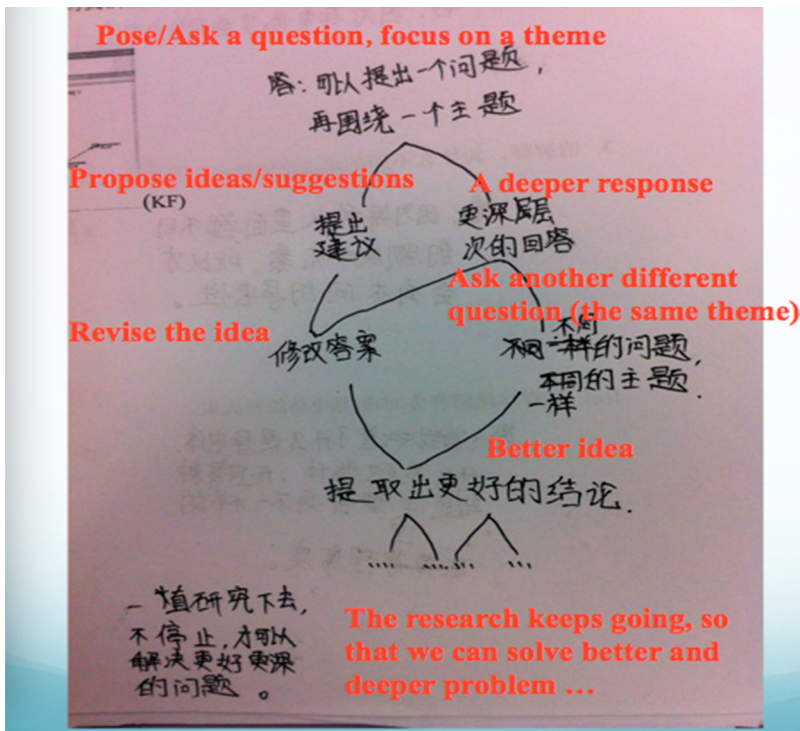 Pose/Ask a question, focus on a theme
答：可以提出一个问题，
再围绕一个主题
Propose ideas/suggestions
A deeper response
(KF)
提出
建议
更深层
次的回答
Ask another different
question (the same theme)
Revise the idea
修改答案
不同
一样的问题，
的主题.
一样
Better idea
提取出更好的结论.
一直研究下去，
不停止，才可以
解决更好更深
的问题。
The research keeps going, so
that we can solve better and
deeper problem ...